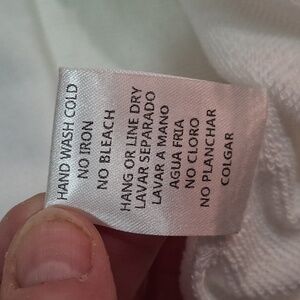 HAND WASH COLD
NO IRON
NO BLEACH
HANG OR LINE DRY
LAVAR SEPARADO
LAVAR A MANO
AGUA FRIA
NO CLORO
NO PLANCHAR
COLGAR